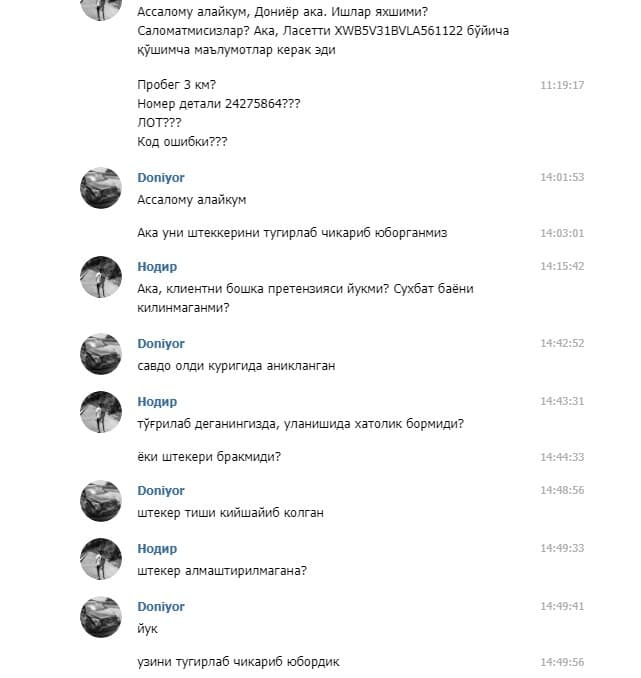 Ассалому алайкум, Дониёр ака. Ишлар яхшими?
Саломатмисизлар? Ака, Ласетти XWB5V31BVLA561122 бўйича
қўшимча маълумотлар керак эди
Пробег 3 км? 11:19:17
Номер детали 24275864???
ЛОТ???
Код ошибки???
Doniyor 14:01:53
Ассалому алайкум
Ака уни штеккерини тугирлаб чикариб юборганмиз 14:03:01
Нодир 14:15:42
Ака, клиентни бошка претензияси йукми? Сухбат баёни
килинмаганми?
Doniyor 14:42:52
савдо олди куригида аникланган
Нодир 14:43:31
тўғрилаб деганингизда, уланишида хатолик бормиди?
ёки штекери бракмиди? 14:44:33
Doniyor 14:48:56
штекер тиши кийшайиб колган
Нодир 14:49:33
штекер алмаштирилмагана?
Doniyor 14:49:41
йук
узини тугирлаб чикариб юбордик 14:49:56